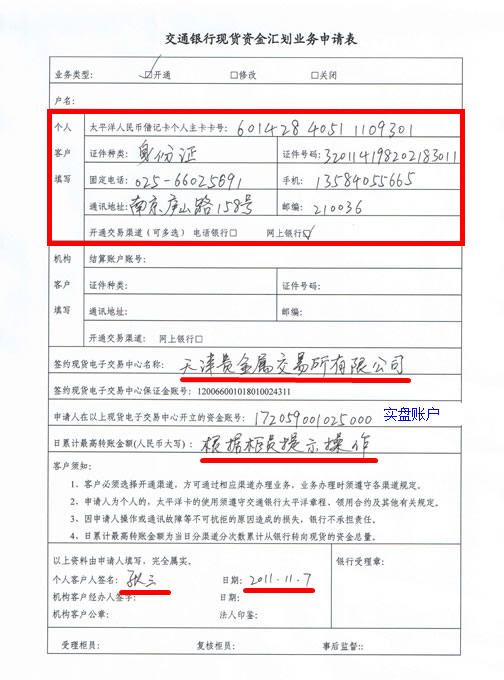 交通银行现货资金汇划业务申请表
业务类型: ☑开通 □修改 □关闭
户名:
个人客户填写 太平洋人民币借记卡个人主卡卡号: 6014284051 1109301
证件种类: 身份证 证件号码: 320114198202183011
固定电话: 025-66025691 手机: 13584055665
通讯地址: 南京庐山路158号 邮编: 210036
开通交易渠道（可多选） 电话银行□ 网上银行☑
机构客户填写 结算账户账号:
证件种类: 证件号码:
通讯地址: 邮编:
开通交易渠道: 网上银行□
签约现货电子交易中心名称: 天津贵金属交易所有限公司
签约现货电子交易中心保证金账号: 120066001018010024311
申请人在以上现货电子交易中心开立的资金账号: 172059001025000 实盘账户
日累计最高转账金额(人民币大写): 根据柜员提示操作
客户须知:
1、客户必须选择开通渠道，方可通过相应渠道办理业务，业务办理时须遵守各渠道规定。
2、申请人为个人的，太平洋卡的使用须遵守交通银行太平洋章程、领用合约及其他有关规定。
3、因申请人操作或通讯故障等不可抗拒的原因造成的损失，银行不承担责任。
4、日累计最高转账金额为当日分渠道分次数累计从银行转向现货的资金总量。
以上资料由申请人填写，完全属实。 银行受理章:
个人客户人签名: 张三 日期: 2011.11.7
机构客户经办人签字: 日期:
机构客户公章: 法人印鉴:
受理柜员: 复核柜员: 事后监督::